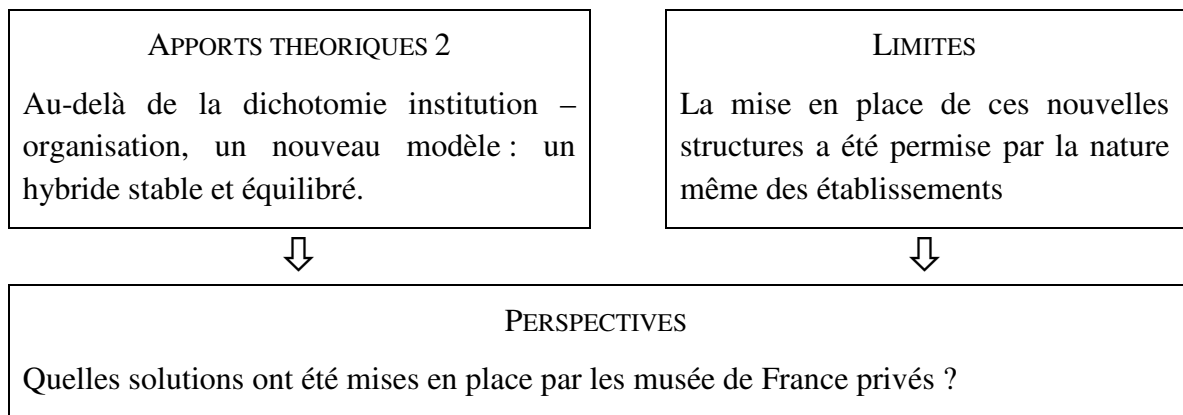 APPORTS THEORIQUES 2
Au-delà de la dichotomie institution –
organisation, un nouveau modèle : un
hybride stable et équilibré.
LIMITES
La mise en place de ces nouvelles
structures a été permise par la nature
même des établissements
PERSPECTIVES
Quelles solutions ont été mises en place par les musée de France privés ?